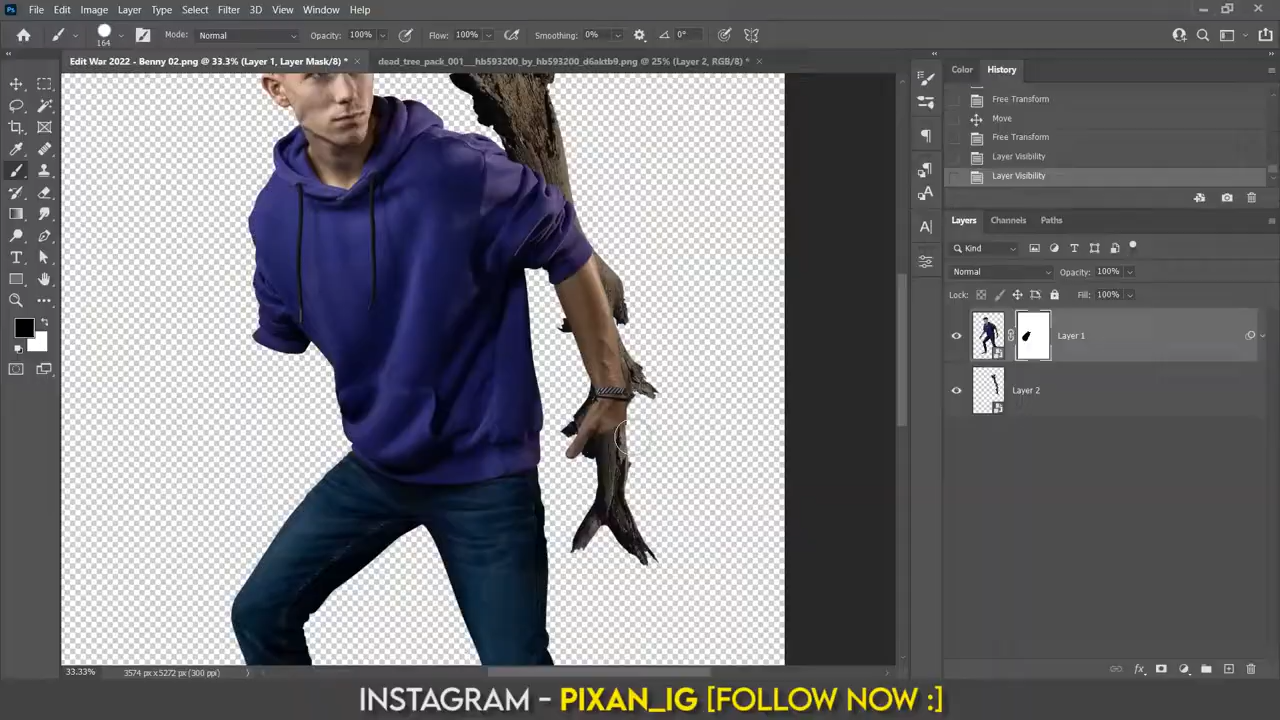 Ps File Edit Image Layer Type Select Filter 3D View Window Help
164 Mode: Normal Opacity: 100% Flow: 100% Smoothing: 0% 0°
Edit War 2022 - Benny 02.png @ 33.3% (Layer 1, Layer Mask/8) * × dead_tree_pack_001__hb593200_by_hb593200_d6aktb9.png @ 25% (Layer 2, RGB/8) * ×
Color History
Free Transform
Move
Free Transform
Layer Visibility
Layer Visibility
Layers Channels Paths
Kind
Normal Opacity: 100%
Lock: Fill: 100%
Layer 1
Layer 2
33.33% 3574 px x 5272 px (300 ppi)
INSTAGRAM - PIXAN_IG [FOLLOW NOW :]